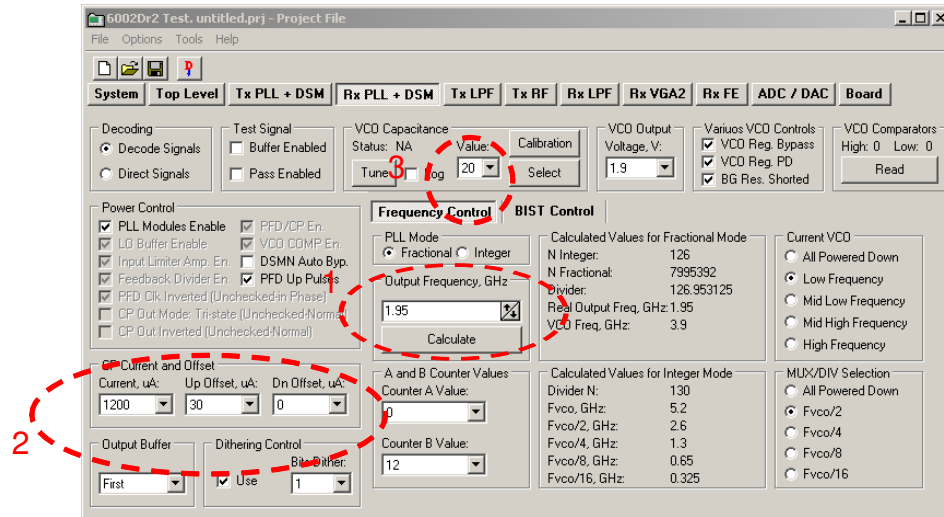 6002Dr2 Test. untitled.prj - Project File
File Options Tools Help
System Top Level Tx PLL + DSM Rx PLL + DSM Tx LPF Tx RF Rx LPF Rx VGA2 Rx FE ADC / DAC Board
Decoding
Decode Signals
Direct Signals
Test Signal
Buffer Enabled
Pass Enabled
VCO Capacitance
Status: NA Value: Calibration
Tune 3 Log 20 Select
VCO Output
Voltage, V:
1.9
Variuos VCO Controls
VCO Reg. Bypass
VCO Reg. PD
BG Res. Shorted
VCO Comparators
High: 0 Low: 0
Read
Power Control
PLL Modules Enable PFD/CP En.
LO Buffer Enable VCO COMP En.
Input Limiter Amp. En. DSMN Auto Byp.
Feedback Divider En. PFD Up Pulses
PFD Clk Inverted (Unchecked-in Phase)
CP Out Mode: Tri-state (Unchecked-Normal)
CP Out Inverted (Unchecked-Normal)
Frequency Control BIST Control
PLL Mode
Fractional Integer
1
Output Frequency, GHz
1.95
Calculate
Calculated Values for Fractional Mode
N Integer: 126
N Fractional: 7995392
Divider: 126.953125
Real Output Freq, GHz: 1.95
VCO Freq, GHz: 3.9
Current VCO
All Powered Down
Low Frequency
Mid Low Frequency
Mid High Frequency
High Frequency
2
CP Current and Offset
Current, uA: Up Offset, uA: Dn Offset, uA:
1200 30 0
Output Buffer
First
Dithering Control
Bits Dither:
Use 1
A and B Counter Values
Counter A Value:
0
Counter B Value:
12
Calculated Values for Integer Mode
Divider N: 130
Fvco, GHz: 5.2
Fvco/2, GHz: 2.6
Fvco/4, GHz: 1.3
Fvco/8, GHz: 0.65
Fvco/16, GHz: 0.325
MUX/DIV Selection
All Powered Down
Fvco/2
Fvco/4
Fvco/8
Fvco/16